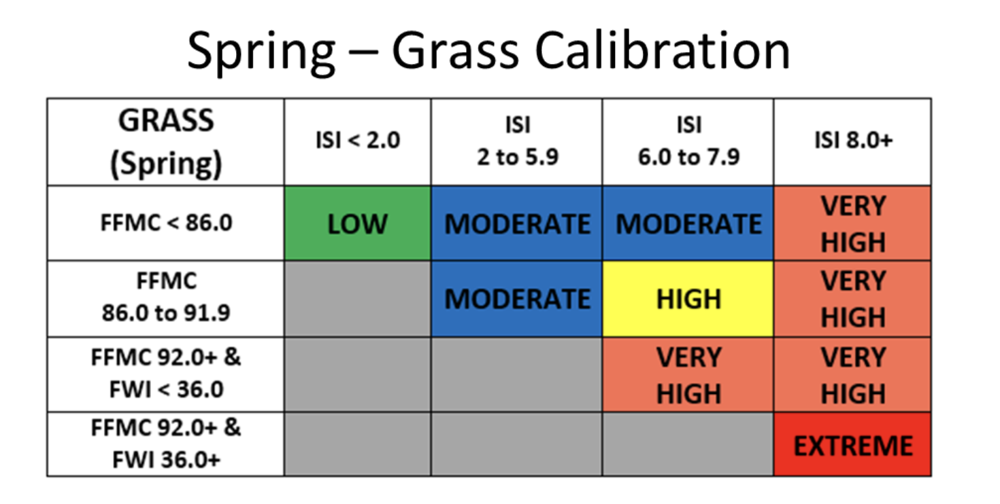 Spring – Grass Calibration
GRASS
(Spring)
ISI < 2.0
ISI
2 to 5.9
ISI
6.0 to 7.9
ISI 8.0+
FFMC < 86.0
LOW
MODERATE
MODERATE
VERY
HIGH
FFMC
86.0 to 91.9
MODERATE
HIGH
VERY
HIGH
FFMC 92.0+ &
FWI < 36.0
VERY
HIGH
VERY
HIGH
FFMC 92.0+ &
FWI 36.0+
EXTREME